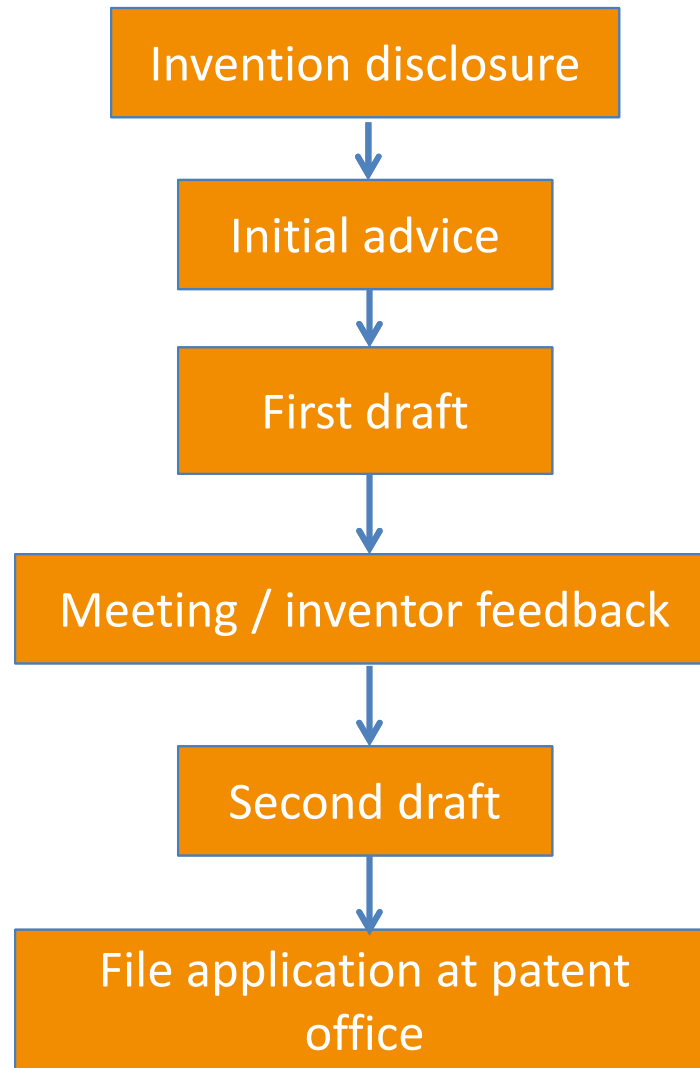 Invention disclosure
Initial advice
First draft
Meeting / inventor feedback
Second draft
File application at patent
office